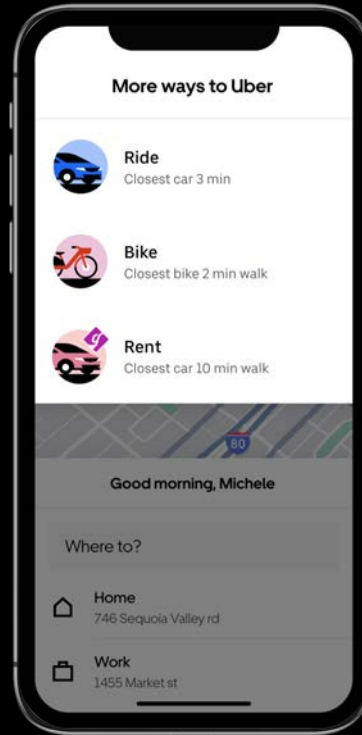 More ways to Uber
Ride
Closest car 3 min
Bike
Closest bike 2 min walk
Rent
Closest car 10 min walk
80
Good morning, Michele
Where to?
Home
746 Sequoia Valley rd
Work
1455 Market st